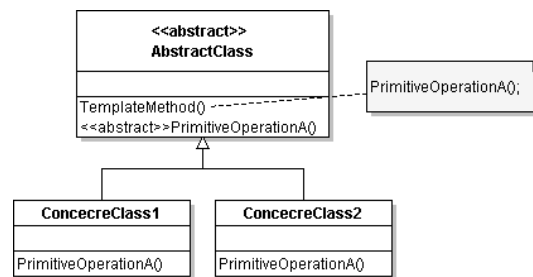 <<abstract>>
AbstractClass
TemplateMethod()
<<abstract>>PrimitiveOperationA()
PrimitiveOperationA();
ConcecreClass1
PrimitiveOperationA()
ConcecreClass2
PrimitiveOperationA()